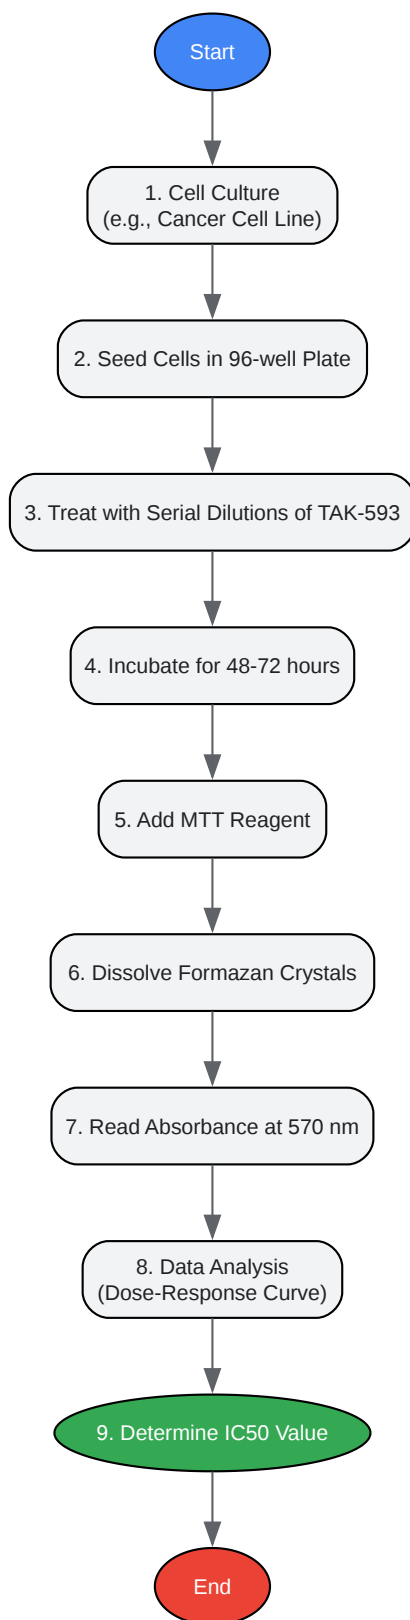 Start
1. Cell Culture
(e.g., Cancer Cell Line)
2. Seed Cells in 96-well Plate
3. Treat with Serial Dilutions of TAK-593
4. Incubate for 48-72 hours
5. Add MTT Reagent
6. Dissolve Formazan Crystals
7. Read Absorbance at 570 nm
8. Data Analysis
(Dose-Response Curve)
9. Determine IC50 Value
End